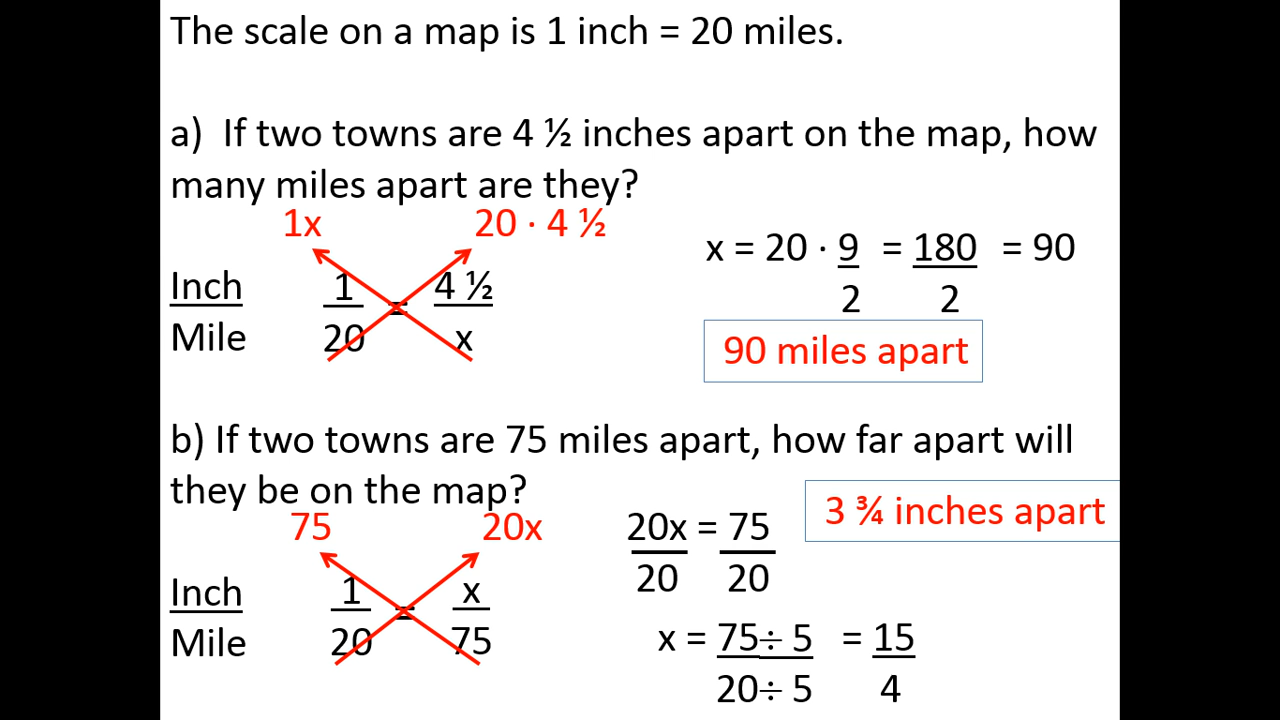 The scale on a map is 1 inch = 20 miles.
a) If two towns are 4 ½ inches apart on the map, how
many miles apart are they?
1x 20 · 4 ½
x = 20 · 9 = 180 = 90
2 2
Inch 1 = 4 ½
Mile 20 x
90 miles apart
b) If two towns are 75 miles apart, how far apart will
they be on the map?
3 ¾ inches apart
75 20x
20x = 75
20 20
Inch 1 = x
Mile 20 75
x = 75÷ 5 = 15
20÷ 5 4